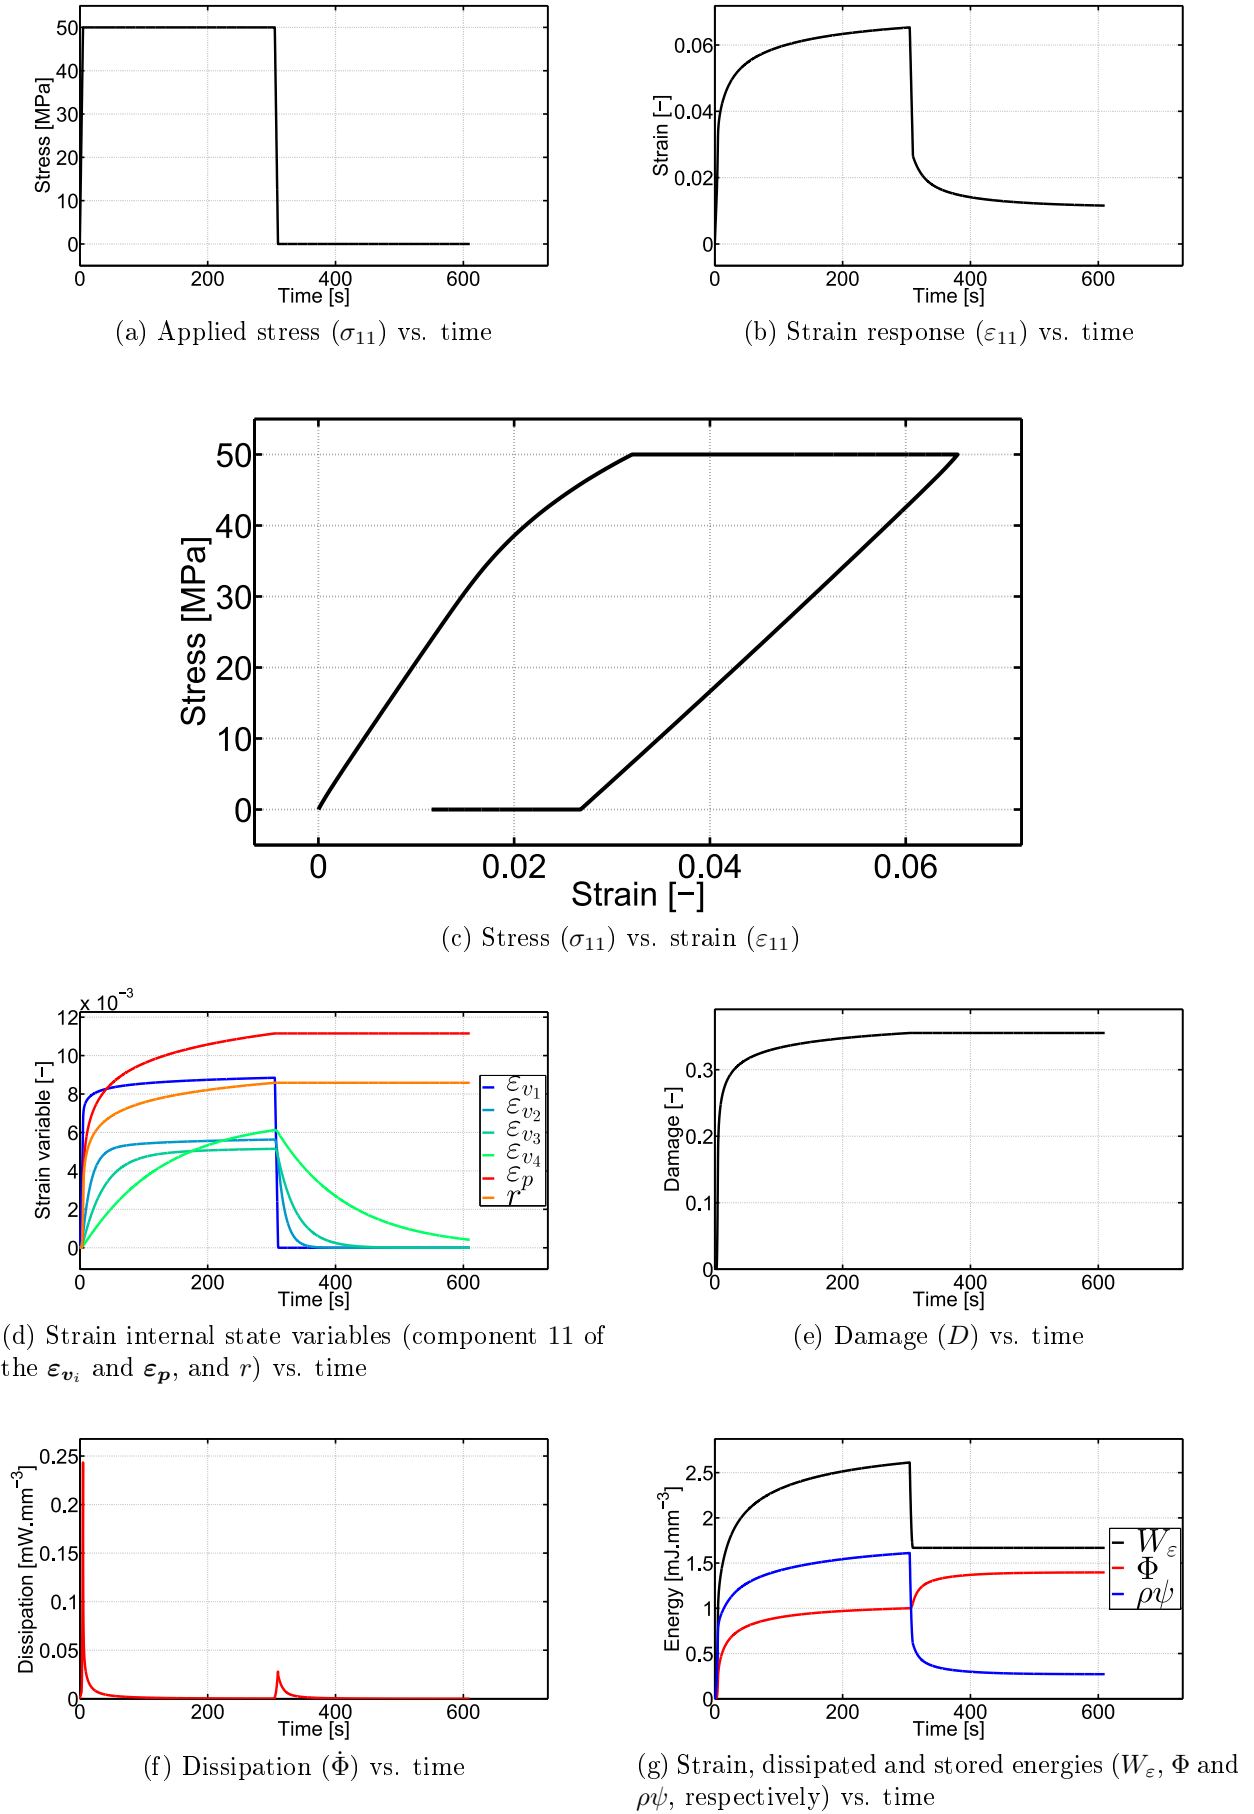 50
40
30
20
10
0
Stress [MPa]
0
200
400
600
Time [s]
(a) Applied stress (σ11) vs. time
0.06
0.04
0.02
0
Strain [−]
0
200
400
600
Time [s]
(b) Strain response (ε11) vs. time
50
40
30
20
10
0
Stress [MPa]
0
0.02
0.04
0.06
Strain [−]
(c) Stress (σ11) vs. strain (ε11)
x 10−3
12
10
8
6
4
2
0
Strain variable [−]
εv1
εv2
εv3
εv4
εp
r
0
200
400
600
Time [s]
(d) Strain internal state variables (component 11 of
the εvi and εp, and r) vs. time
0.3
0.2
0.1
0
Damage [−]
0
200
400
600
Time [s]
(e) Damage (D) vs. time
0.25
0.2
0.15
0.1
0.05
0
Dissipation [mW.mm−3]
0
200
400
600
Time [s]
(f) Dissipation (Φ̇) vs. time
2.5
2
1.5
1
0.5
0
Energy [mJ.mm−3]
Wε
Φ
ρψ
0
200
400
600
Time [s]
(g) Strain, dissipated and stored energies (Wε, Φ and
ρψ, respectively) vs. time